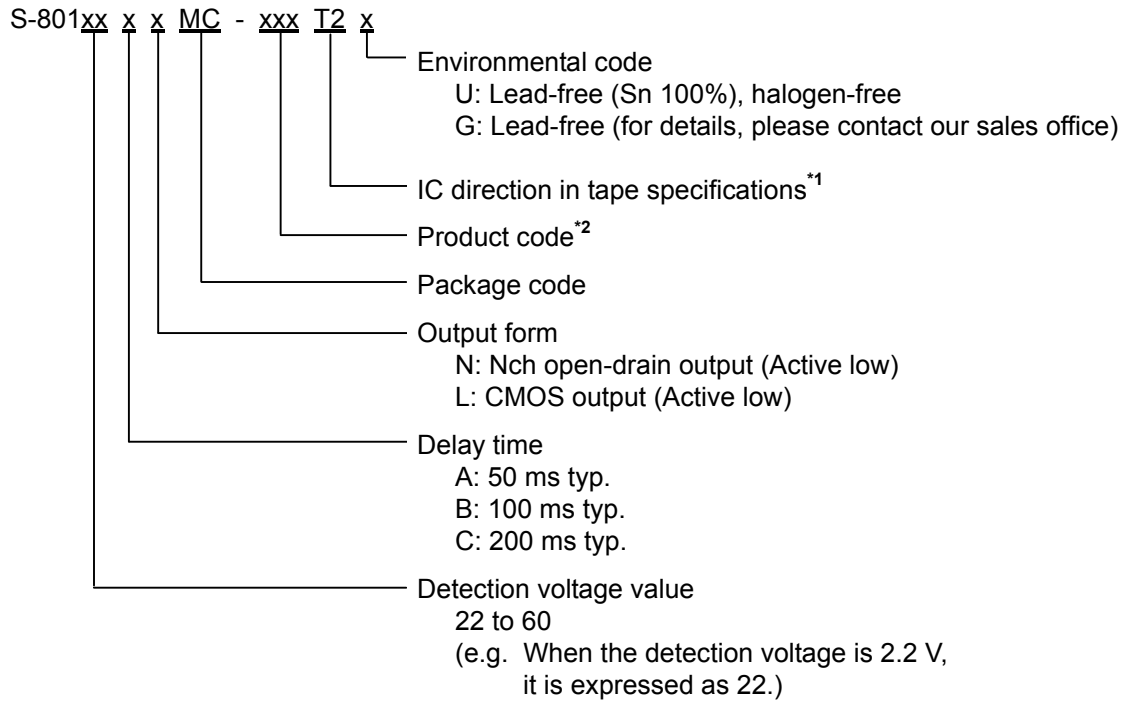 S-801xx x x MC - xxx T2 x
Environmental code
U: Lead-free (Sn 100%), halogen-free
G: Lead-free (for details, please contact our sales office)
IC direction in tape specifications*1
Product code*2
Package code
Output form
N: Nch open-drain output (Active low)
L: CMOS output (Active low)
Delay time
A: 50 ms typ.
B: 100 ms typ.
C: 200 ms typ.
Detection voltage value
22 to 60
(e.g. When the detection voltage is 2.2 V,
it is expressed as 22.)